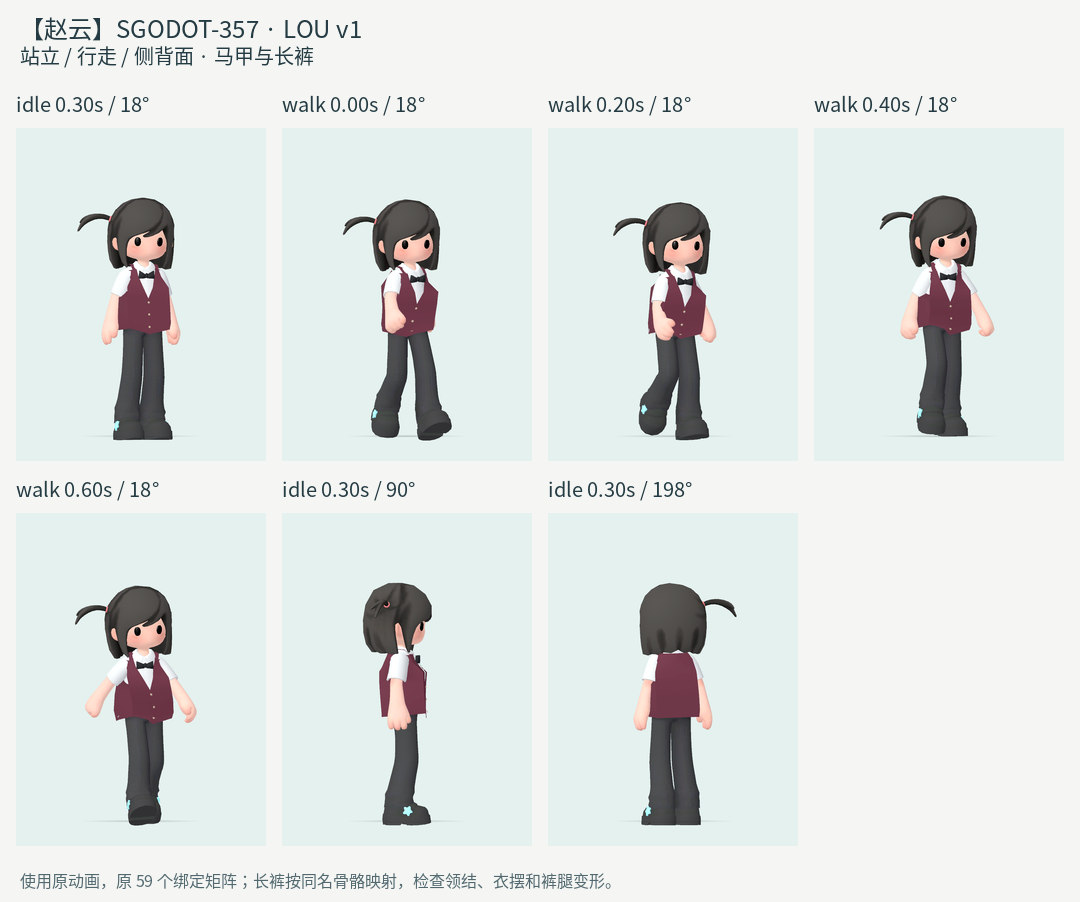 【赵云】SGODOT-357 · LOU v1
站立 / 行走 / 侧背面 · 马甲与长裤
idle 0.30s / 18°
walk 0.00s / 18°
walk 0.20s / 18°
walk 0.40s / 18°
walk 0.60s / 18°
idle 0.30s / 90°
idle 0.30s / 198°
使用原动画，原 59 个绑定矩阵；长裤按同名骨骼映射，检查领结、衣摆和裤腿变形。